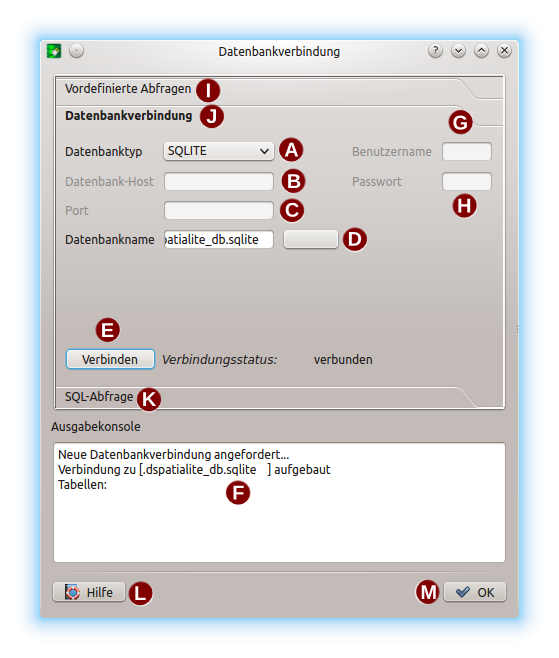 Datenbankverbindung
Vordefinierte Abfragen I
Datenbankverbindung J
G
Datenbanktyp SQLITE A Benutzername
Datenbank-Host B Passwort
H
Port C
Datenbankname patialite_db.sqlite D
E
Verbinden Verbindungsstatus: verbunden
SQL-Abfrage K
Ausgabekonsole
Neue Datenbankverbindung angefordert...
Verbindung zu [.dspatialite_db.sqlite ] aufgebaut
Tabellen:
F
Hilfe L M OK